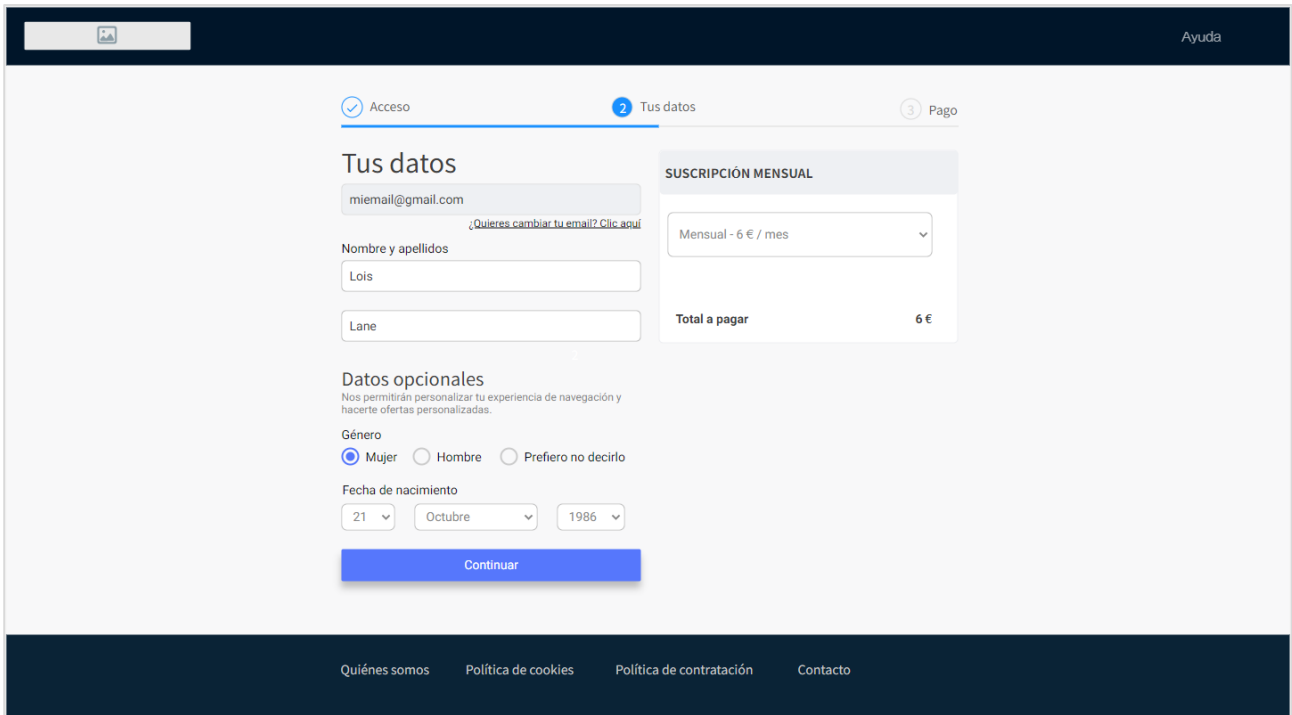 Ayuda
Acceso
2 Tus datos
3 Pago
Tus datos
miemail@gmail.com
¿Quieres cambiar tu email? Clic aquí
Nombre y apellidos
Lois
Lane
Datos opcionales
Nos permitirán personalizar tu experiencia de navegación y
hacerte ofertas personalizadas.
Género
Mujer Hombre Prefiero no decirlo
Fecha de nacimiento
21 Octubre 1986
Continuar
SUSCRIPCIÓN MENSUAL
Mensual - 6 € / mes
Total a pagar 6 €
Quiénes somos Política de cookies Política de contratación Contacto